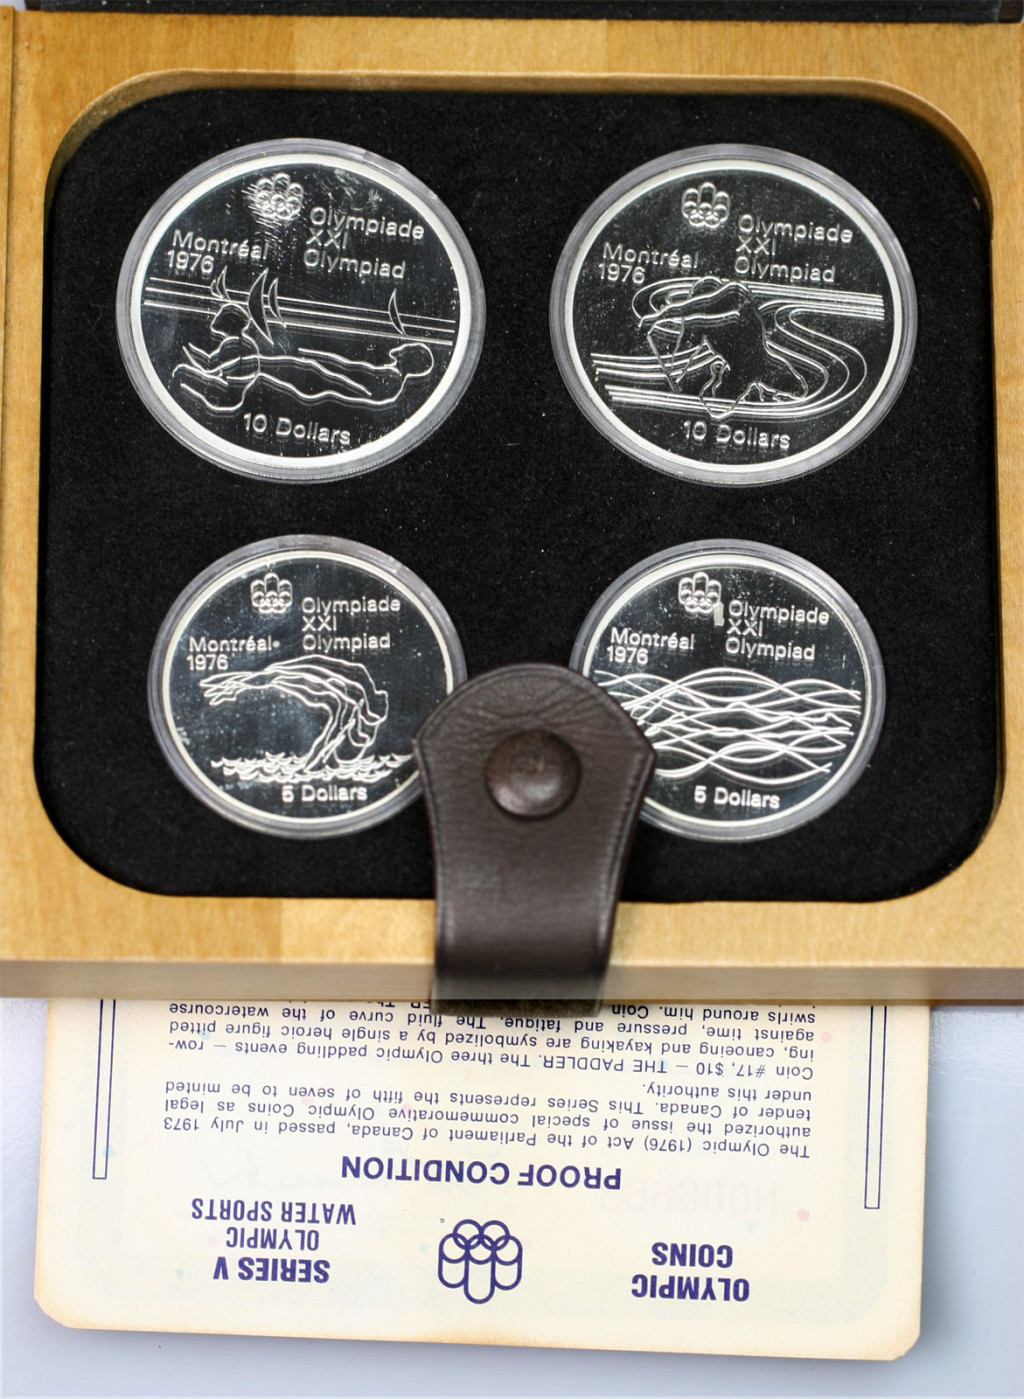 Olympiade
XXI
Olympiad
Montréal
1976
10 Dollars
Olympiade
XXI
Olympiad
Montréal
1976
10 Dollars
Olympiade
XXI
Olympiad
Montréal
1976
5 Dollars
Olympiade
XXI
Olympiad
Montréal
1976
5 Dollars
OLYMPIC
COINS
SERIES V
OLYMPIC
WATER SPORTS
PROOF CONDITION
The Olympic (1976) Act of the Parliament of Canada, passed in July 1973
authorized the issue of special commemorative Olympic Coins as legal
tender of Canada. This Series represents the fifth of seven to be minted
under this authority.
Coin #17, $10 — THE PADDLER. The three Olympic paddling events — row-
ing, canoeing and kayaking are symbolized by a single heroic figure pitted
against time, pressure and fatigue. The fluid curve of the watercourse
swirls around him.